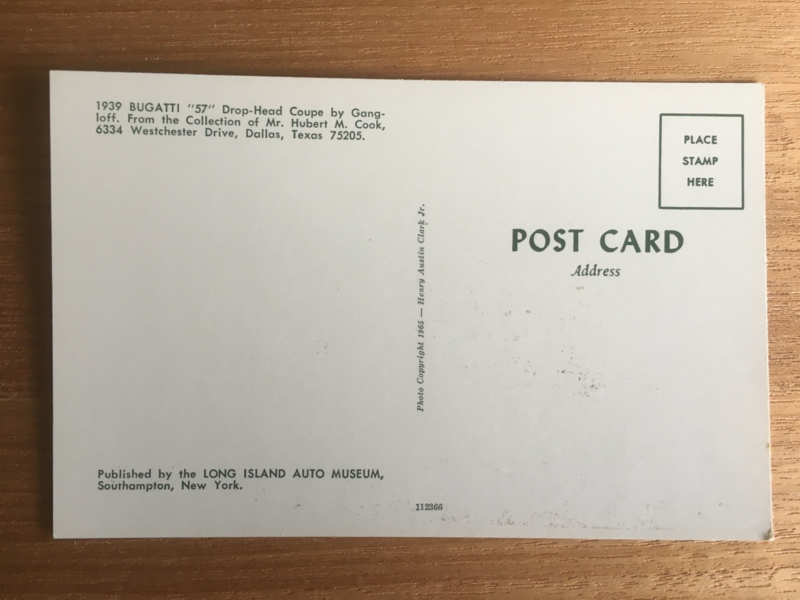 1939 BUGATTI "57" Drop-Head Coupe by Gang-
loff. From the Collection of Mr. Hubert M. Cook,
6334 Westchester Drive, Dallas, Texas 75205.
PLACE
STAMP
HERE
POST CARD
Address
Photo Copyright 1965 — Henry Austin Clark Jr.
Published by the LONG ISLAND AUTO MUSEUM,
Southampton, New York.
112366